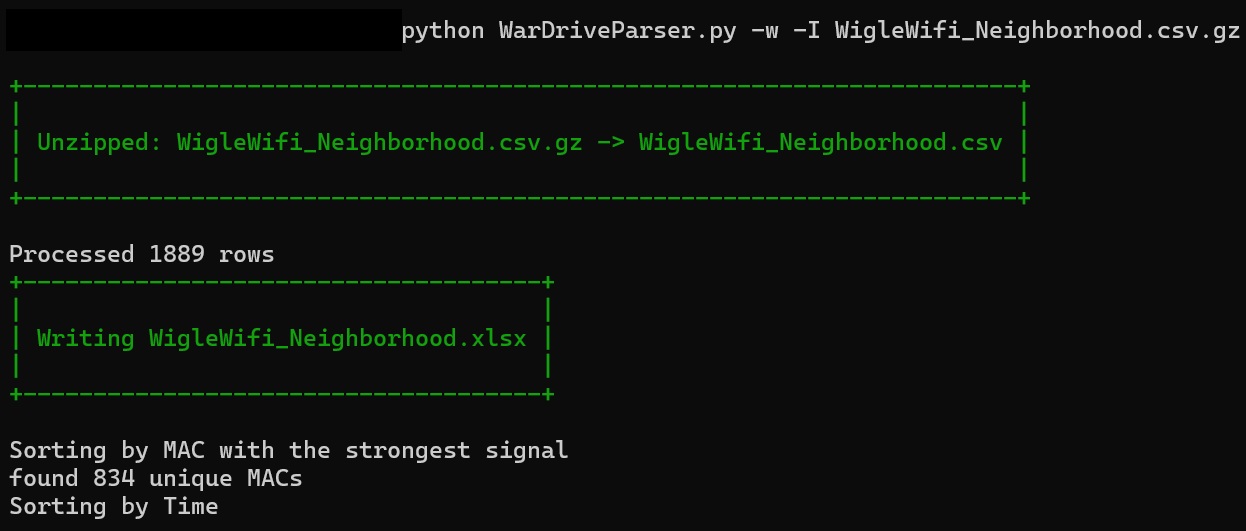 python WarDriveParser.py -w -I WigleWifi_Neighborhood.csv.gz
Unzipped: WigleWifi_Neighborhood.csv.gz -> WigleWifi_Neighborhood.csv
Processed 1889 rows
Writing WigleWifi_Neighborhood.xlsx
Sorting by MAC with the strongest signal
found 834 unique MACs
Sorting by Time